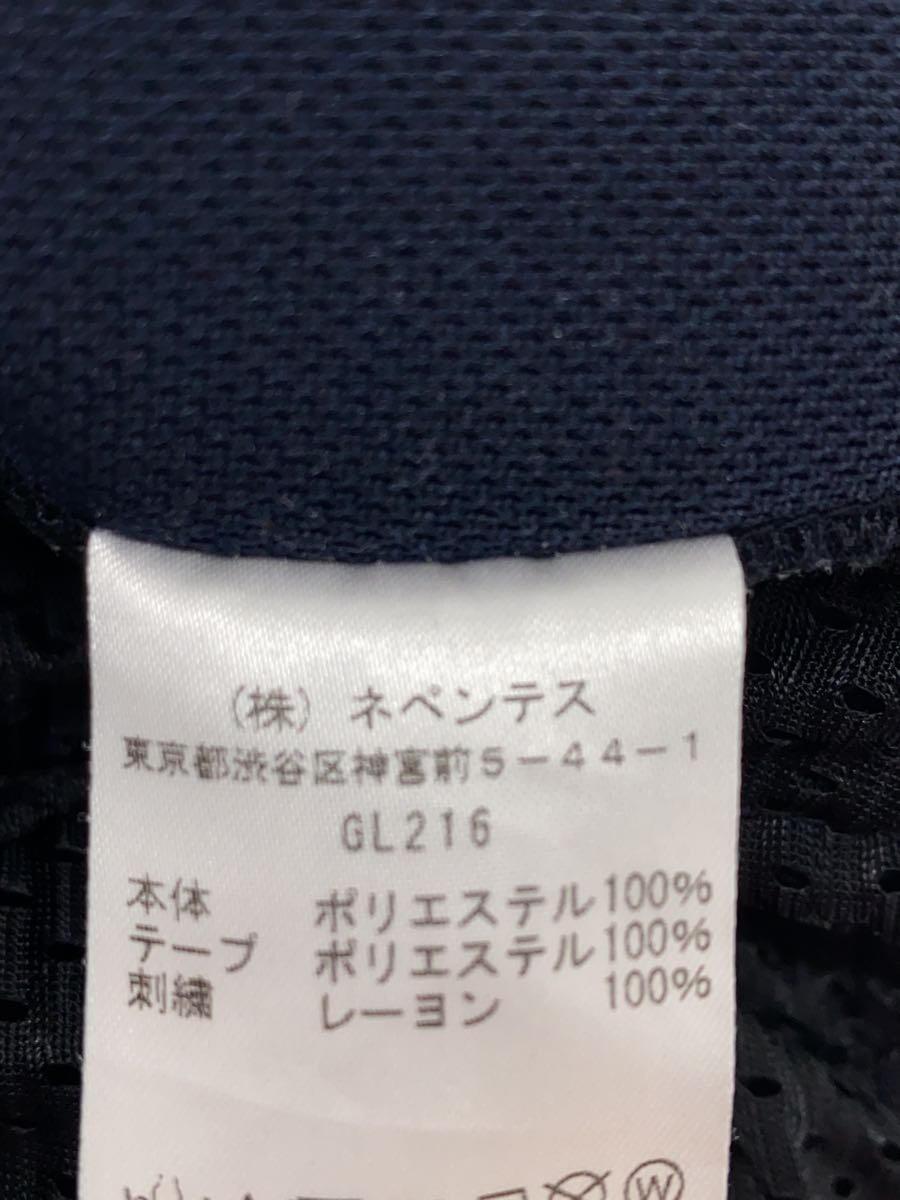 (株) ネペンテス
東京都渋谷区神宮前5-44-1
GL216
本体 ポリエステル100%
テープ ポリエステル100%
刺繍 レーヨン 100%
W